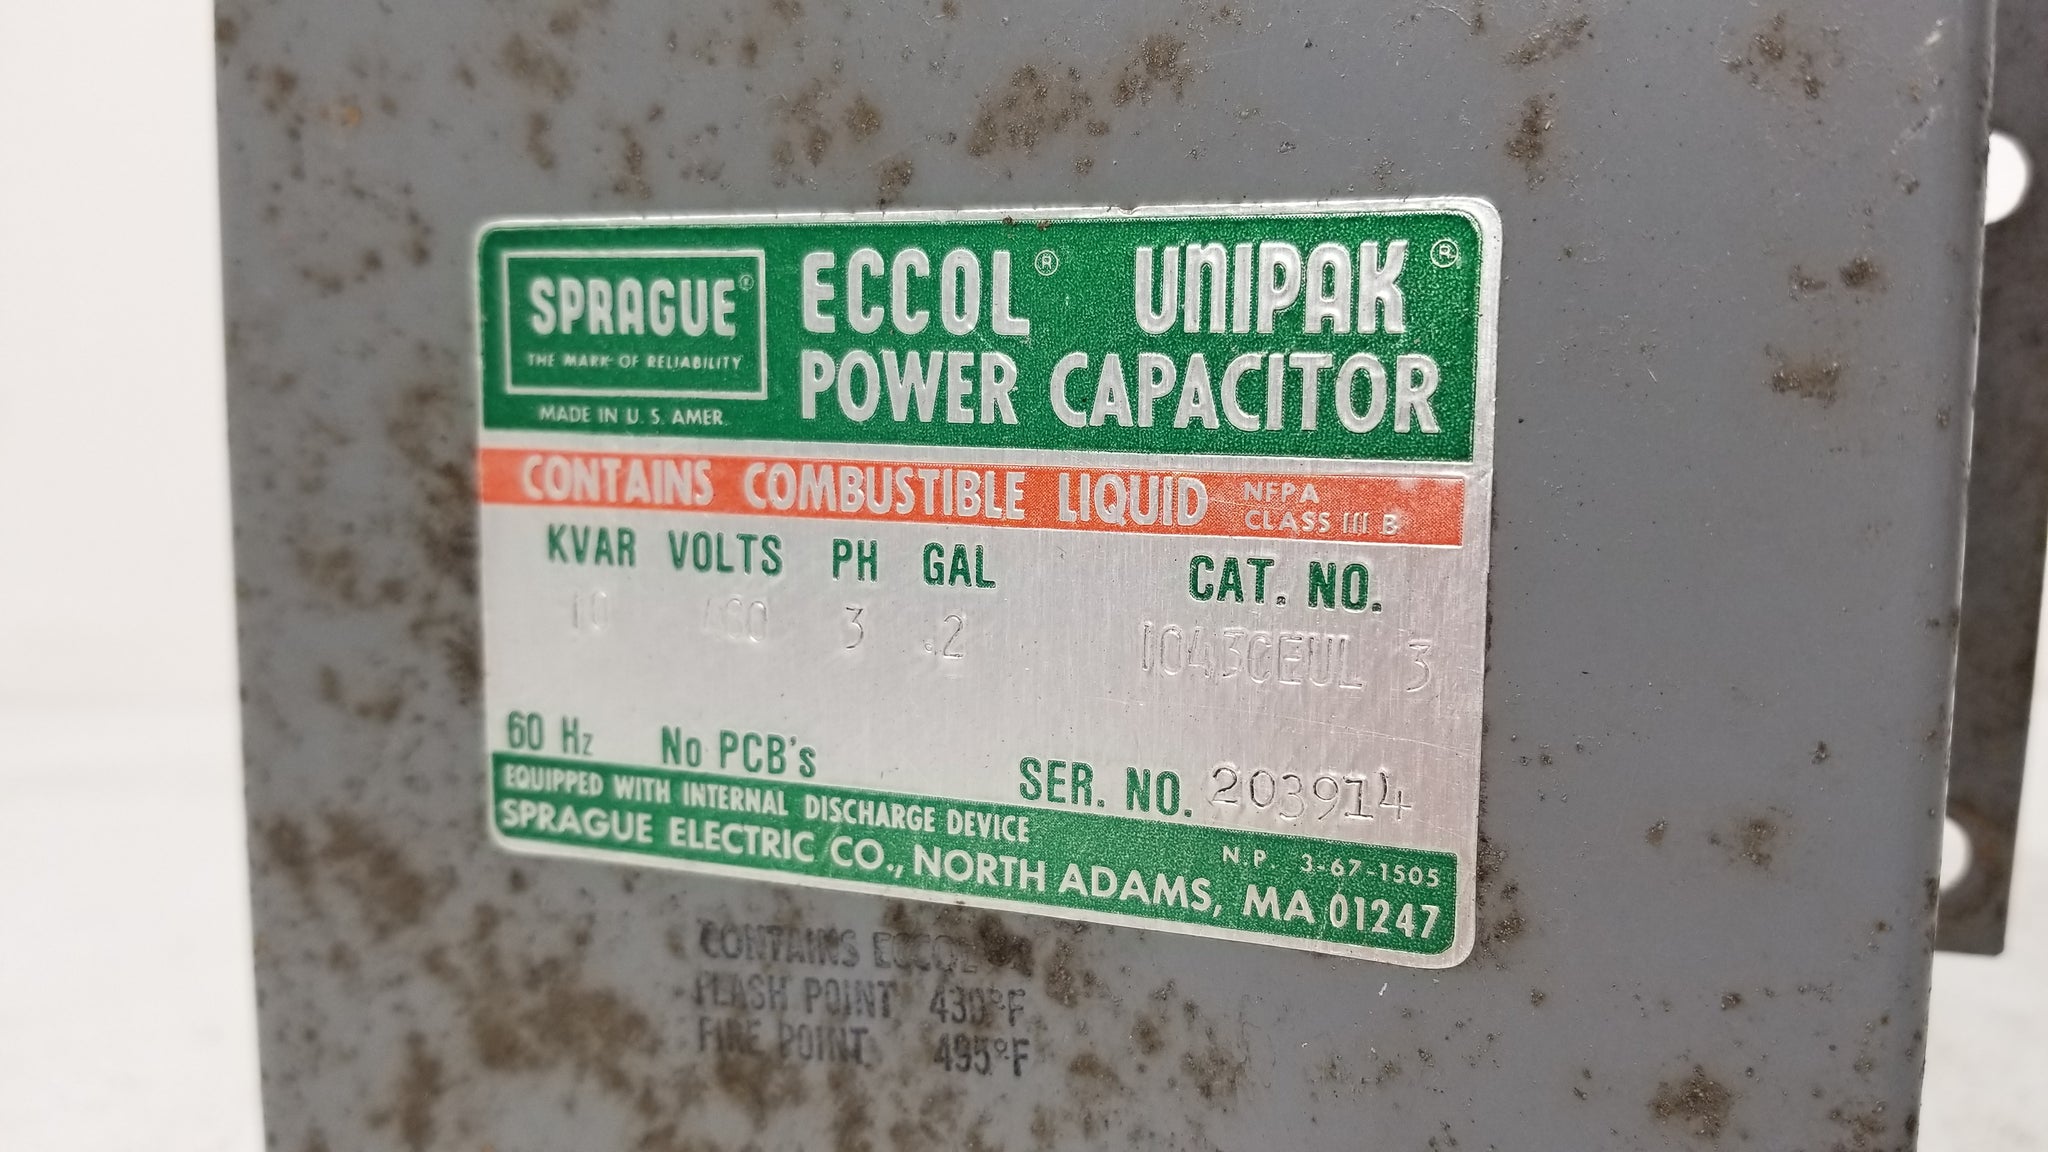 SPRAGUE®
THE MARK OF RELIABILITY
MADE IN U. S. AMER.
ECCOL® UNIPAK®
POWER CAPACITOR
CONTAINS COMBUSTIBLE LIQUID NFPA
CLASS III B
KVAR VOLTS PH GAL CAT. NO.
10 480 3 .2 1043CEUL 3
60 Hz No PCB's
SER. NO. 203914
EQUIPPED WITH INTERNAL DISCHARGE DEVICE
N.P. 3-67-1505
SPRAGUE ELECTRIC CO., NORTH ADAMS, MA 01247
CONTAINS ECCOL
FLASH POINT 430°F
FIRE POINT 495°F